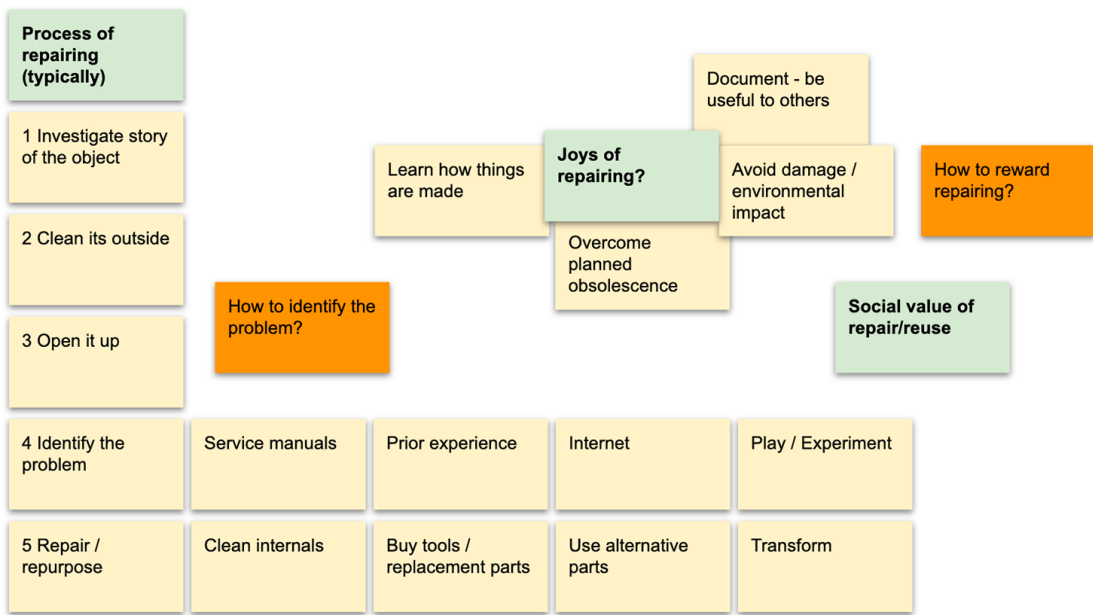 Process of
repairing
(typically)
1 Investigate story
of the object
2 Clean its outside
3 Open it up
4 Identify the
problem
Service manuals
Prior experience
Internet
Play / Experiment
5 Repair /
repurpose
Clean internals
Buy tools /
replacement parts
Use alternative
parts
Transform
How to identify the
problem?
Joys of
repairing?
Learn how things
are made
Document - be
useful to others
Avoid damage /
environmental
impact
Overcome
planned
obsolescence
How to reward
repairing?
Social value of
repair/reuse